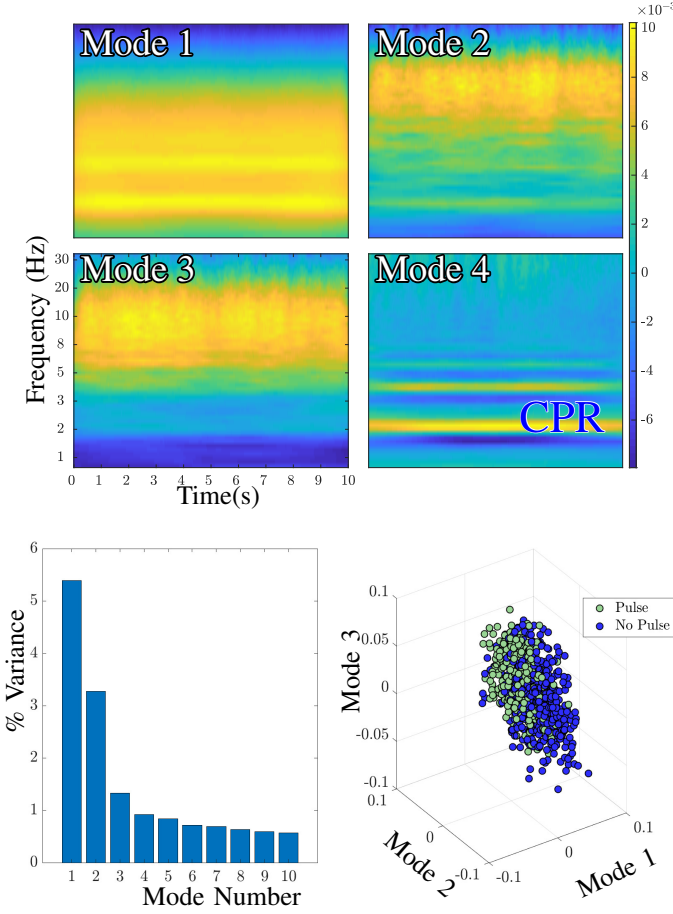 ×10⁻³
Mode 1
Mode 2
10
8
6
4
2
0
-2
-4
-6
Mode 3
Mode 4
CPR
Frequency (Hz)
30
20
10
8
5
3
2
1
0 1 2 3 4 5 6 7 8 9 10
Time(s)
% Variance
6
5
4
3
2
1
0
1 2 3 4 5 6 7 8 9 10
Mode Number
Pulse
No Pulse
Mode 3
0.1
0.05
0
-0.05
-0.1
0.1
0
-0.1
Mode 2
-0.1
0
0.1
Mode 1